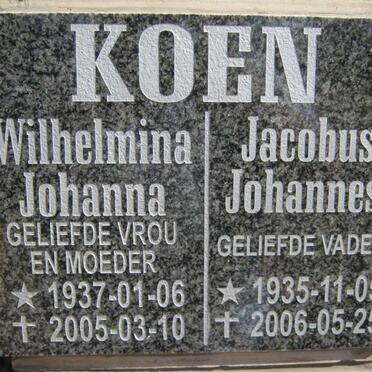 KOEN
Wilhelmina
Johanna
GELIEFDE VROU
EN MOEDER
★ 1937-01-06
✝ 2005-03-10
Jacobus
Johannes
GELIEFDE VADE
★ 1935-11-0
✝ 2006-05-25